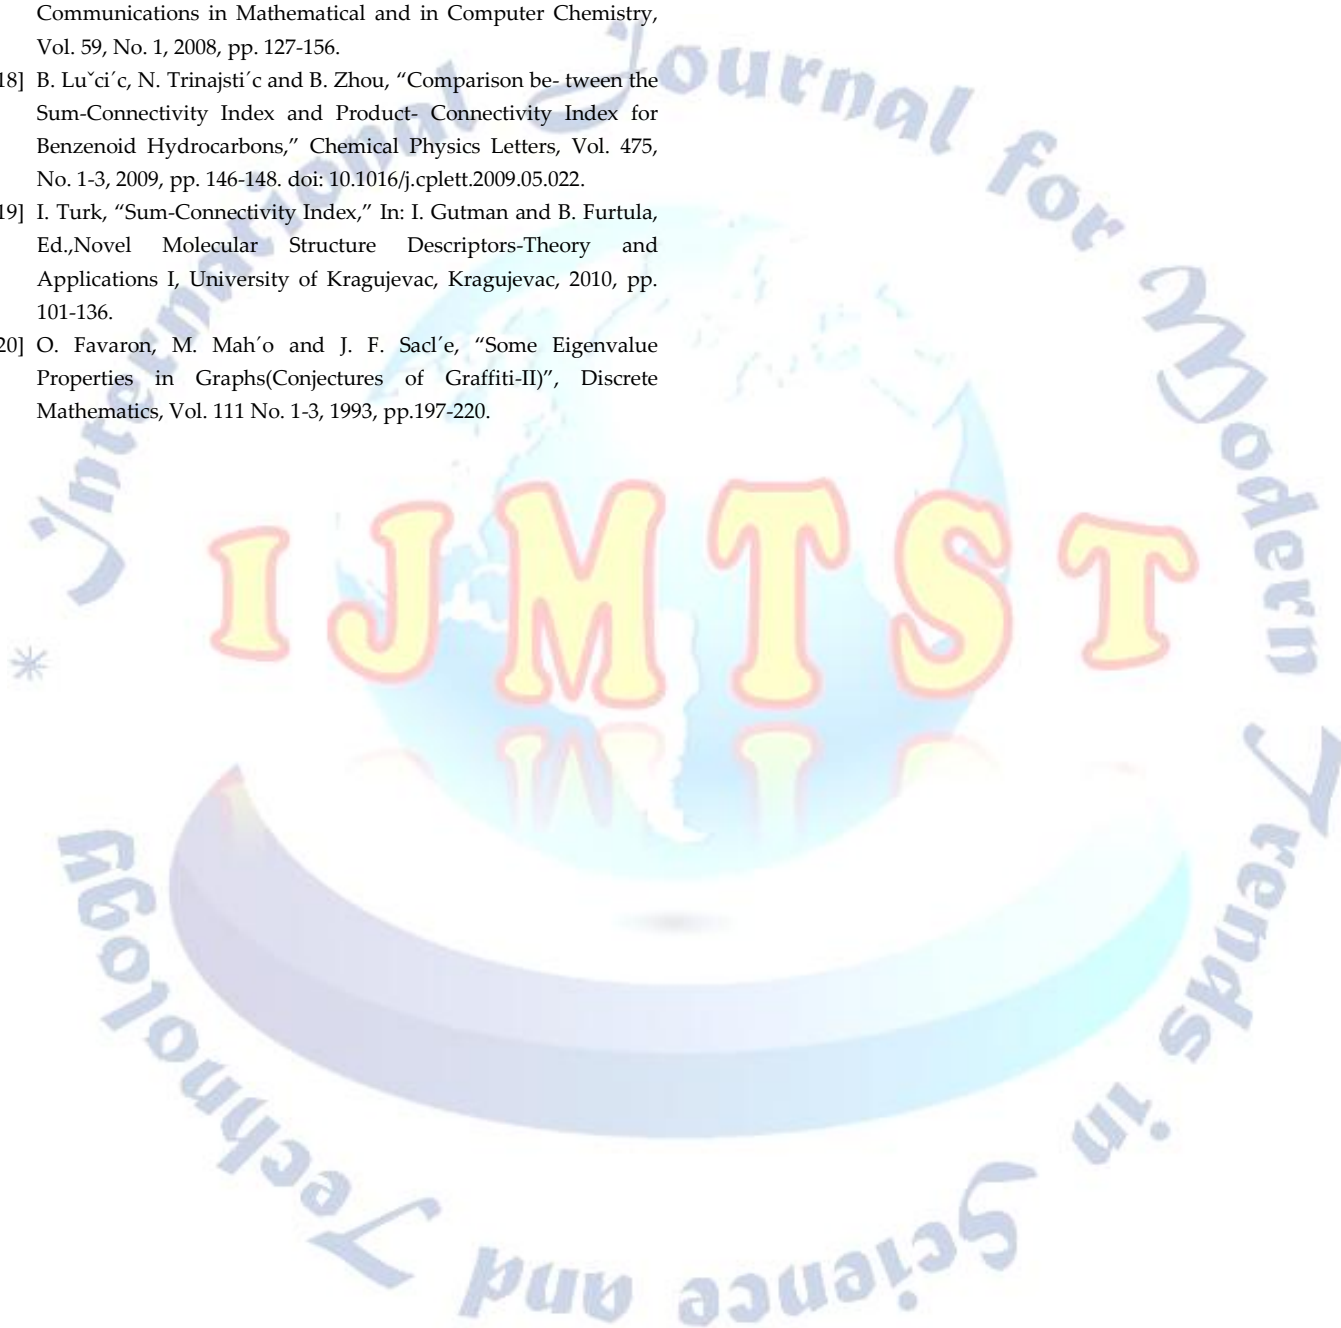 Communications in Mathematical and in Computer Chemistry,
Vol. 59, No. 1, 2008, pp. 127-156.
18] B. Luˇci´c, N. Trinajsti´c and B. Zhou, “Comparison be- tween the
Sum-Connectivity Index and Product- Connectivity Index for
Benzenoid Hydrocarbons,” Chemical Physics Letters, Vol. 475,
No. 1-3, 2009, pp. 146-148. doi: 10.1016/j.cplett.2009.05.022.
19] I. Turk, “Sum-Connectivity Index,” In: I. Gutman and B. Furtula,
Ed.,Novel Molecular Structure Descriptors-Theory and
Applications I, University of Kragujevac, Kragujevac, 2010, pp.
101-136.
20] O. Favaron, M. Mah´o and J. F. Sacl´e, “Some Eigenvalue
Properties in Graphs(Conjectures of Graffiti-II)”, Discrete
Mathematics, Vol. 111 No. 1-3, 1993, pp.197-220.
International Journal for Modern Trends in Science and Technology
IJMTST